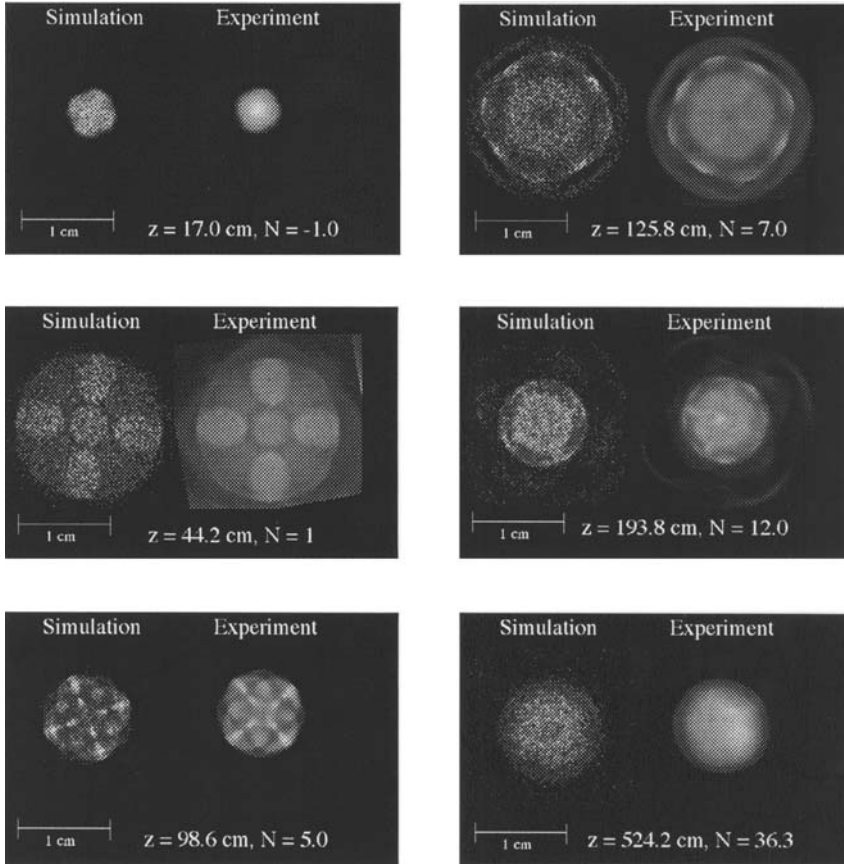 Simulation Experiment
1 cm
z = 17.0 cm, N = -1.0
Simulation Experiment
1 cm
z = 44.2 cm, N = 1
Simulation Experiment
1 cm
z = 98.6 cm, N = 5.0
Simulation Experiment
1 cm
z = 125.8 cm, N = 7.0
Simulation Experiment
1 cm
z = 193.8 cm, N = 12.0
Simulation Experiment
1 cm
z = 524.2 cm, N = 36.3